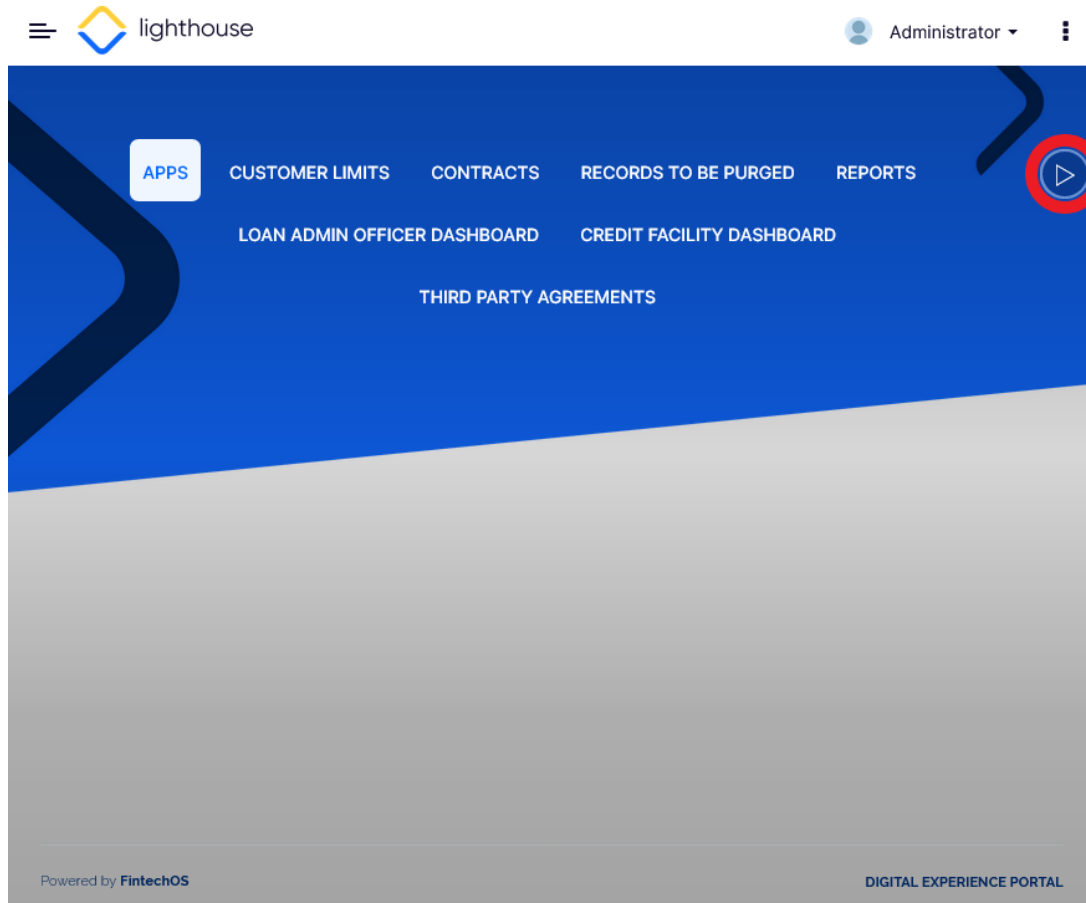 lighthouse
Administrator
APPS CUSTOMER LIMITS CONTRACTS RECORDS TO BE PURGED REPORTS
LOAN ADMIN OFFICER DASHBOARD CREDIT FACILITY DASHBOARD
THIRD PARTY AGREEMENTS
Powered by FintechOS DIGITAL EXPERIENCE PORTAL